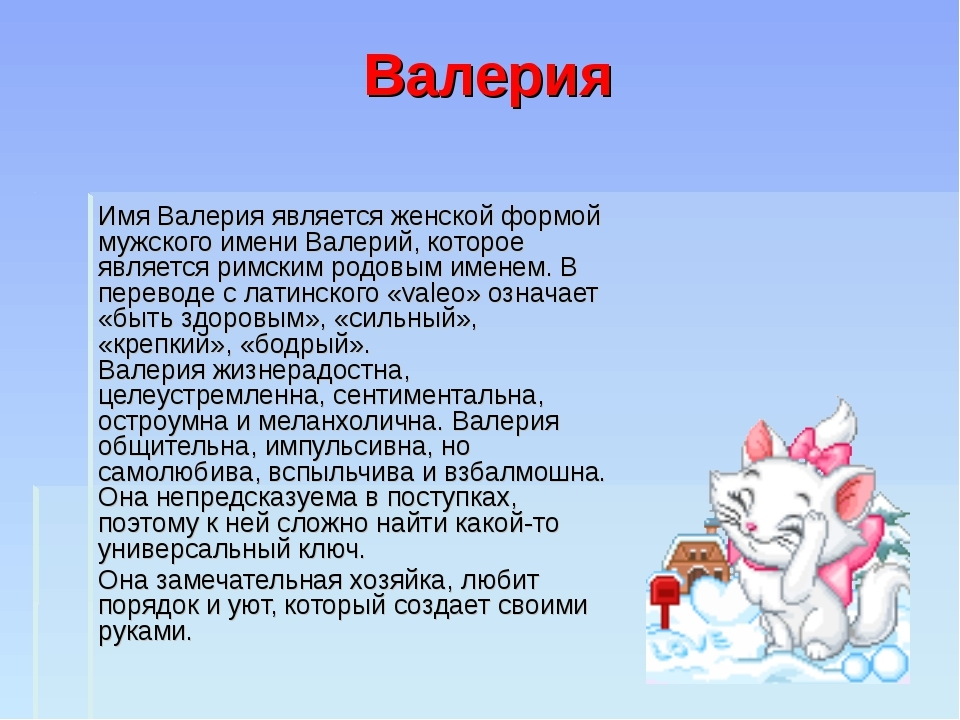 Валерия
Имя Валерия является женской формой
мужского имени Валерий, которое
является римским родовым именем. В
переводе с латинского «valeo» означает
«быть здоровым», «сильный»,
«крепкий», «бодрый».
Валерия жизнерадостна,
целеустремленна, сентиментальна,
остроумна и меланхолична. Валерия
общительна, импульсивна, но
самолюбива, вспыльчива и взбалмошна.
Она непредсказуема в поступках,
поэтому к ней сложно найти какой-то
универсальный ключ.
Она замечательная хозяйка, любит
порядок и уют, который создает своими
руками.
LOVE